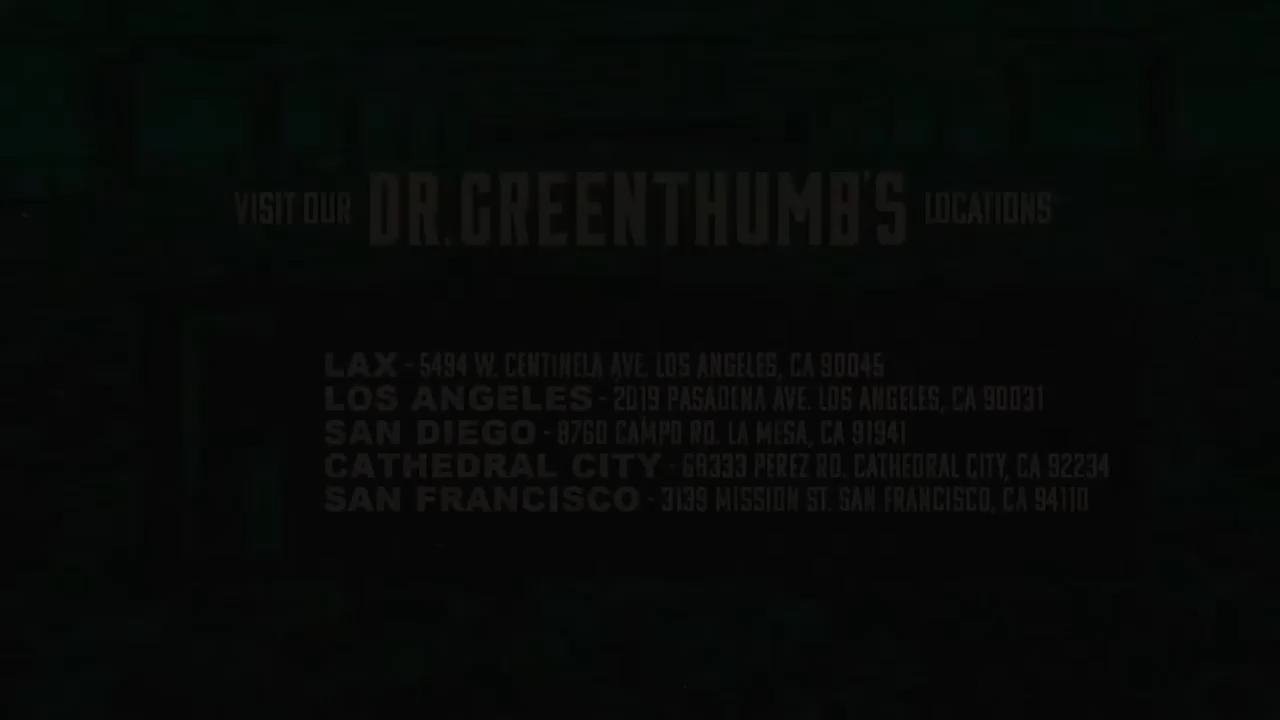 VISIT OUR DR. GREENTHUMB'S LOCATIONS
LAX - 5494 W. CENTINELA AVE. LOS ANGELES, CA 90045
LOS ANGELES - 2019 PASADENA AVE. LOS ANGELES, CA 90031
SAN DIEGO - 8760 CAMPO RD. LA MESA, CA 91941
CATHEDRAL CITY - 68333 PEREZ RD. CATHEDRAL CITY, CA 92234
SAN FRANCISCO - 3139 MISSION ST. SAN FRANCISCO, CA 94110